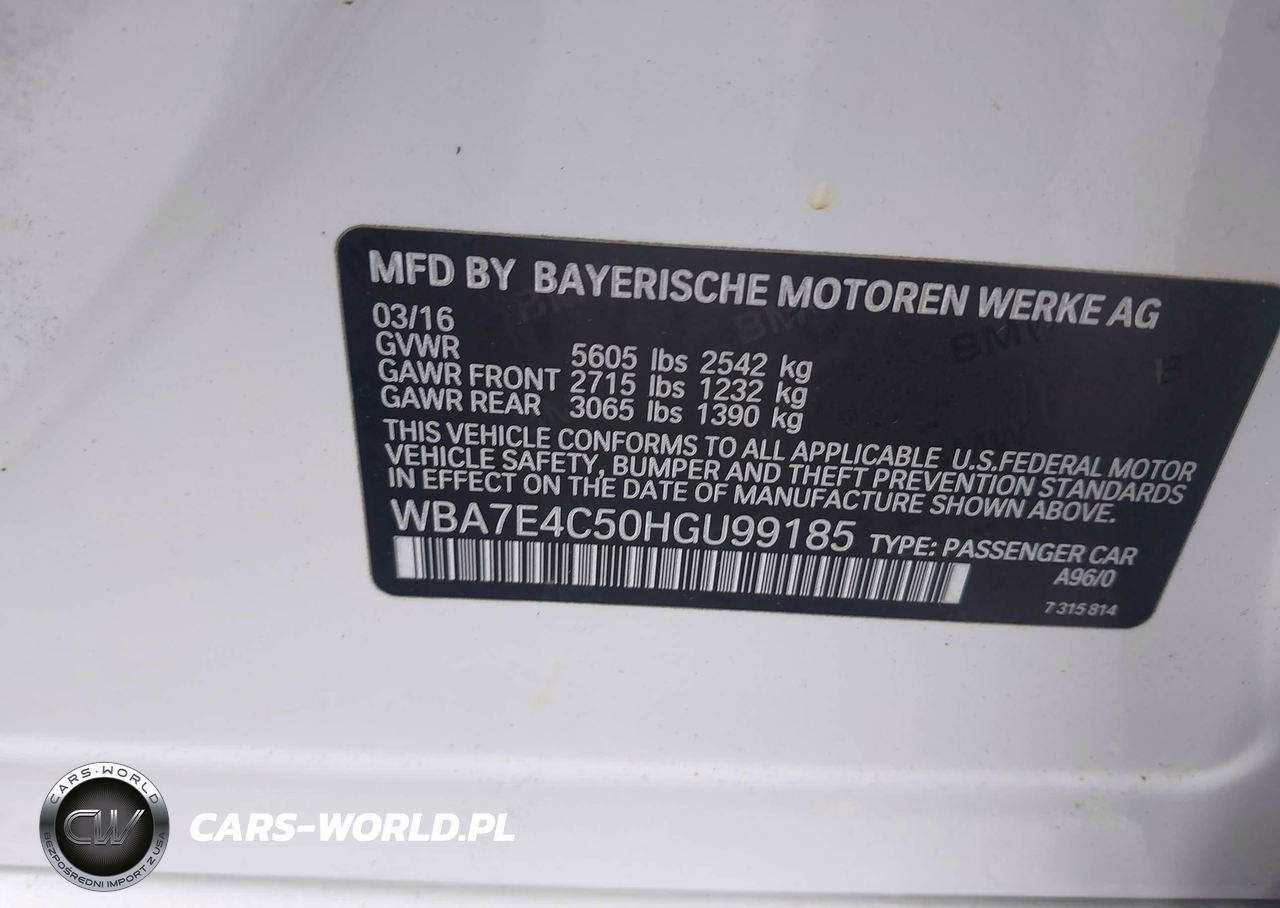 MFD BY BAYERISCHE MOTOREN WERKE AG
03/16
GVWR 5605 lbs 2542 kg
GAWR FRONT 2715 lbs 1232 kg
GAWR REAR 3065 lbs 1390 kg
THIS VEHICLE CONFORMS TO ALL APPLICABLE U.S.FEDERAL MOTOR
VEHICLE SAFETY, BUMPER AND THEFT PREVENTION STANDARDS
IN EFFECT ON THE DATE OF MANUFACTURE SHOWN ABOVE.
WBA7E4C50HGU99185 TYPE: PASSENGER CAR
A96/0
7 315 814
CARS-WORLD
CW
BEZPOŚREDNI IMPORT Z USA
CARS-WORLD.PL